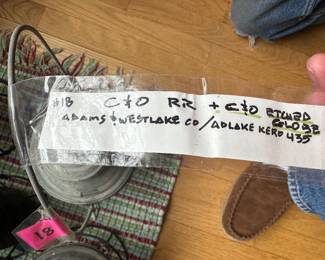 #18 C&O RR + C&O ETCHED
GLOBE
ADAMS & WESTLAKE CO / ADLAKE KERO 435
18